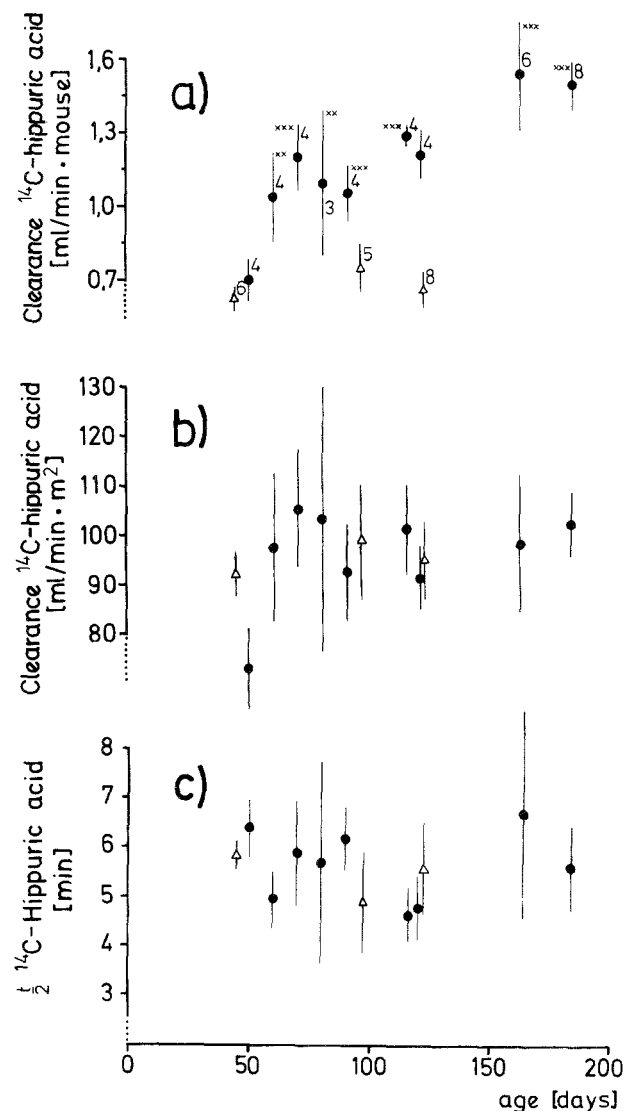 Clearance ¹⁴C-hippuric acid
[ml/min · mouse]
1,6
1,3
1,0
0,7
a)
6
4
4
xx
xxx
4
xx
3
4
xxx
5
xxx
4
4
8
xxx
6
xxx
8
Clearance ¹⁴C-hippuric acid
[ml/min · m²]
130
120
110
100
90
80
b)
t/2 ¹⁴C-Hippuric acid
[min]
8
7
6
5
4
3
c)
0
50
100
150
200
age [days]